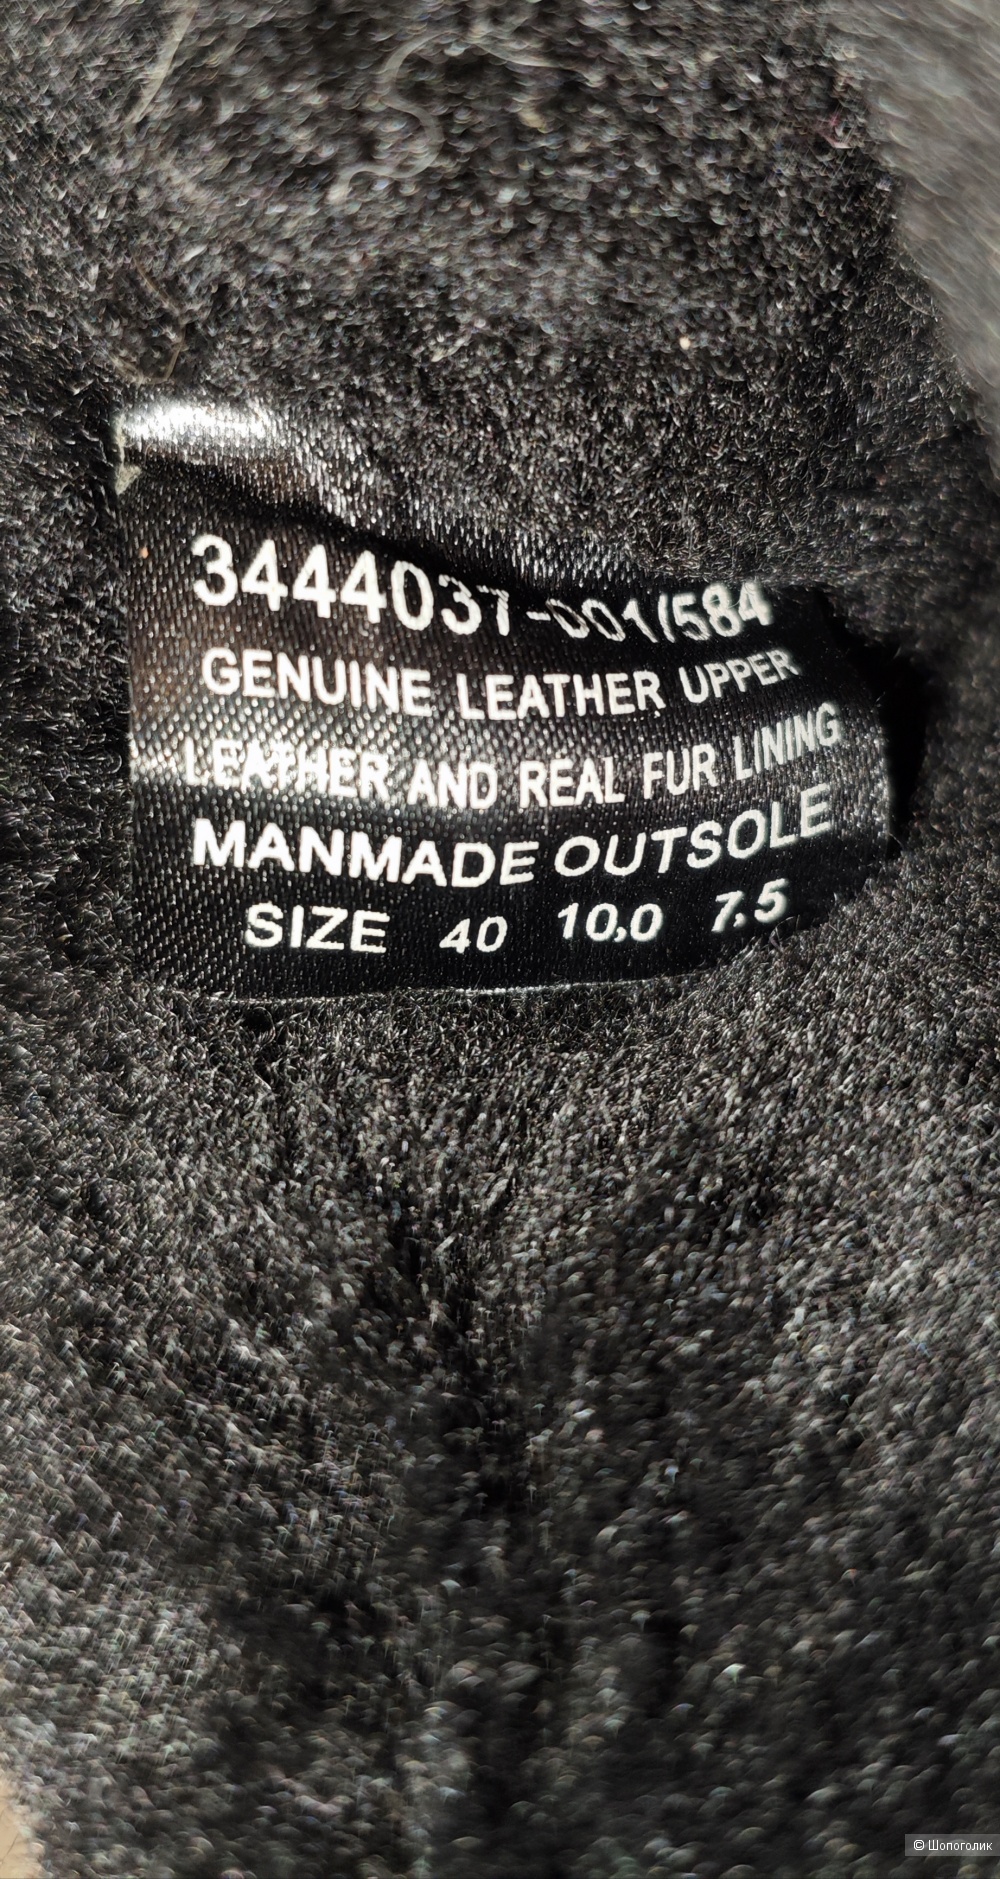 3444037-001/584
GENUINE LEATHER UPPER
LEATHER AND REAL FUR LINING
MANMADE OUTSOLE
SIZE 40 10,0 7,5
© Шопоголик